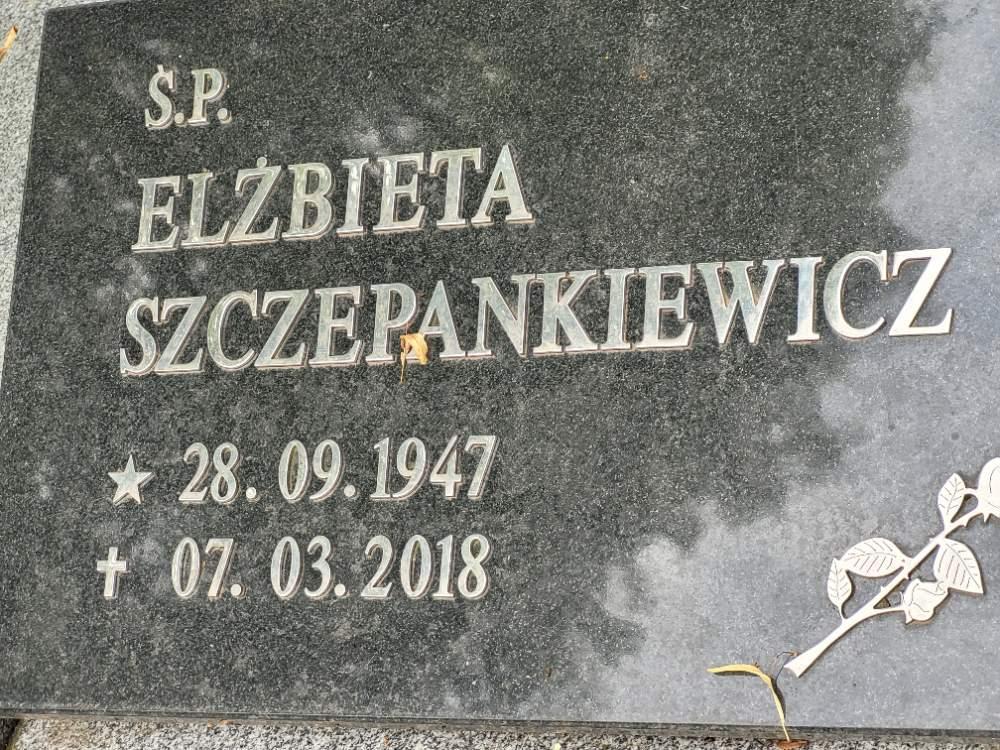 Ś.P.
ELŻBIETA
SZCZEPANKIEWICZ
28. 09. 1947
07. 03. 2018